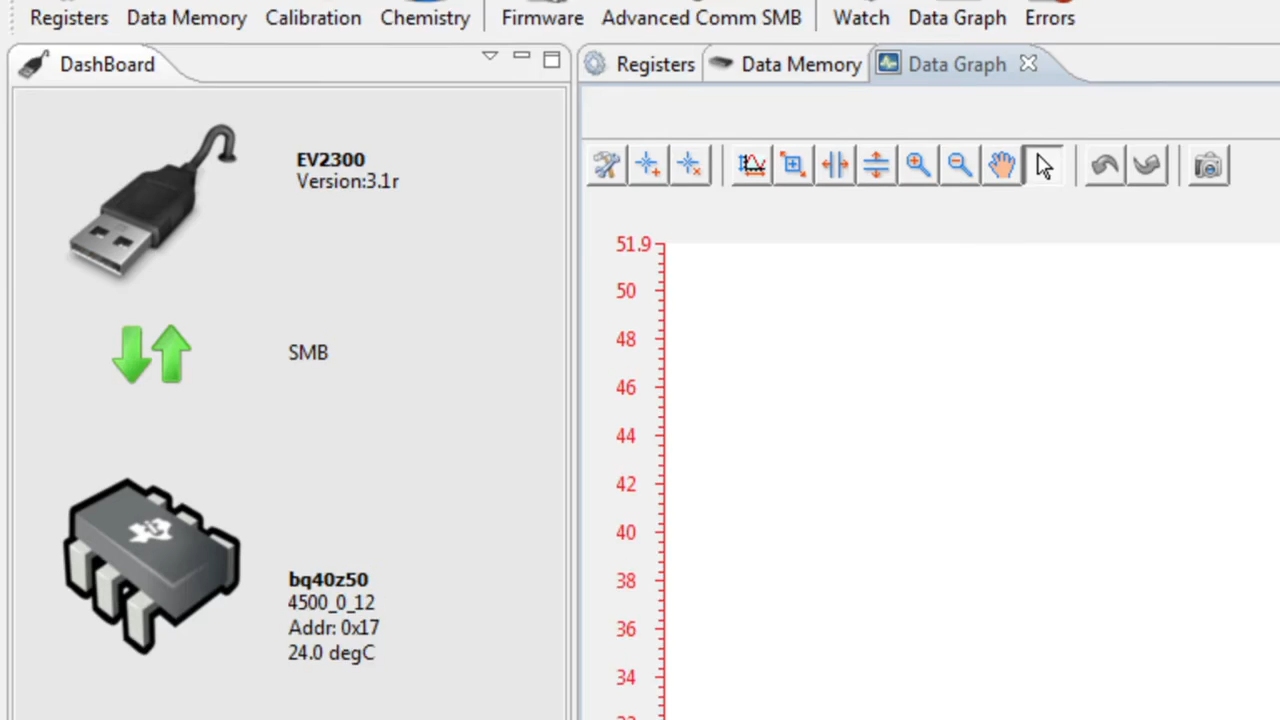 Registers Data Memory Calibration Chemistry Firmware Advanced Comm SMB Watch Data Graph Errors
DashBoard
Registers Data Memory Data Graph
EV2300
Version:3.1r
SMB
bq40z50
4500_0_12
Addr: 0x17
24.0 degC
51.9
50
48
46
44
42
40
38
36
34